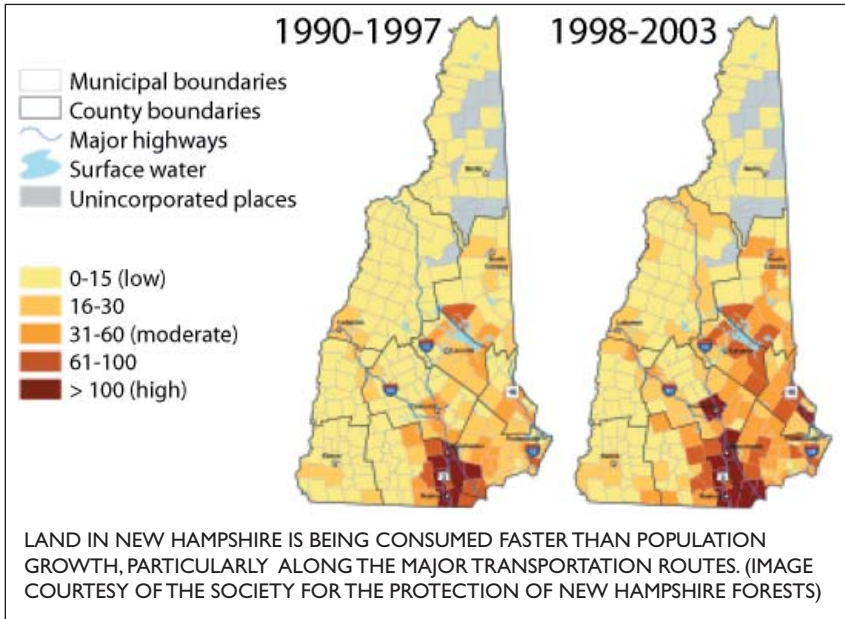 1990-1997
1998-2003
Municipal boundaries
County boundaries
Major highways
Surface water
Unincorporated places
0-15 (low)
16-30
31-60 (moderate)
61-100
> 100 (high)
LAND IN NEW HAMPSHIRE IS BEING CONSUMED FASTER THAN POPULATION
GROWTH, PARTICULARLY ALONG THE MAJOR TRANSPORTATION ROUTES. (IMAGE
COURTESY OF THE SOCIETY FOR THE PROTECTION OF NEW HAMPSHIRE FORESTS)